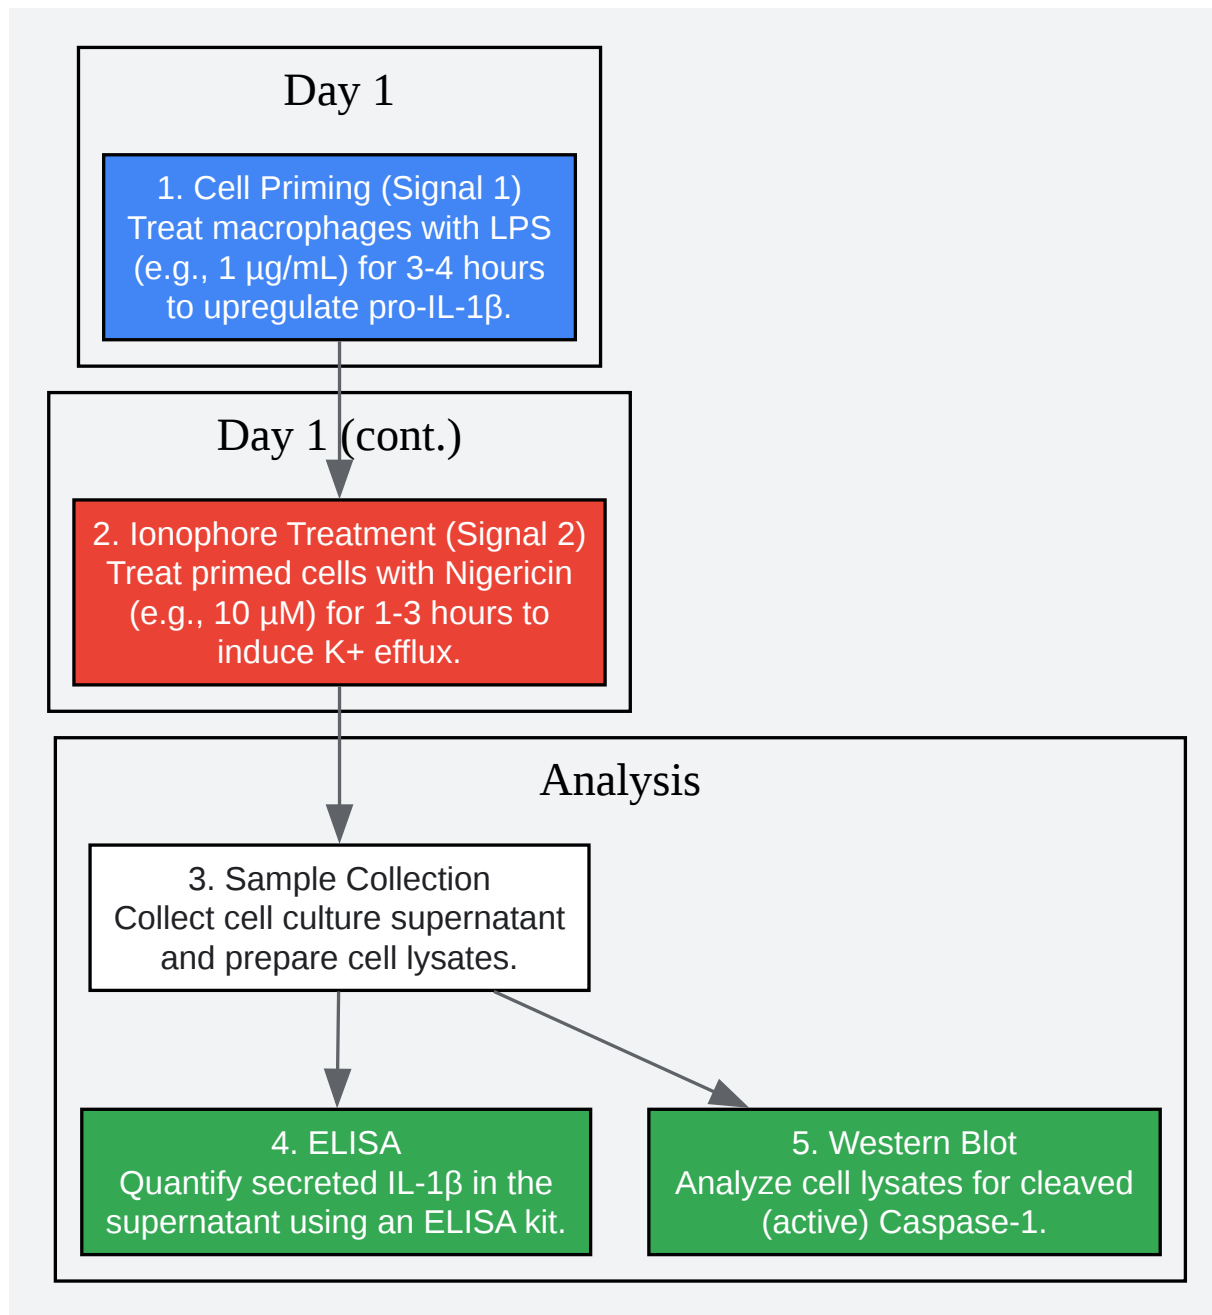 Day 1
1. Cell Priming (Signal 1)
Treat macrophages with LPS
(e.g., 1 µg/mL) for 3-4 hours
to upregulate pro-IL-1β.
Day 1 (cont.)
2. Ionophore Treatment (Signal 2)
Treat primed cells with Nigericin
(e.g., 10 µM) for 1-3 hours to
induce K+ efflux.
Analysis
3. Sample Collection
Collect cell culture supernatant
and prepare cell lysates.
4. ELISA
Quantify secreted IL-1β in the
supernatant using an ELISA kit.
5. Western Blot
Analyze cell lysates for cleaved
(active) Caspase-1.